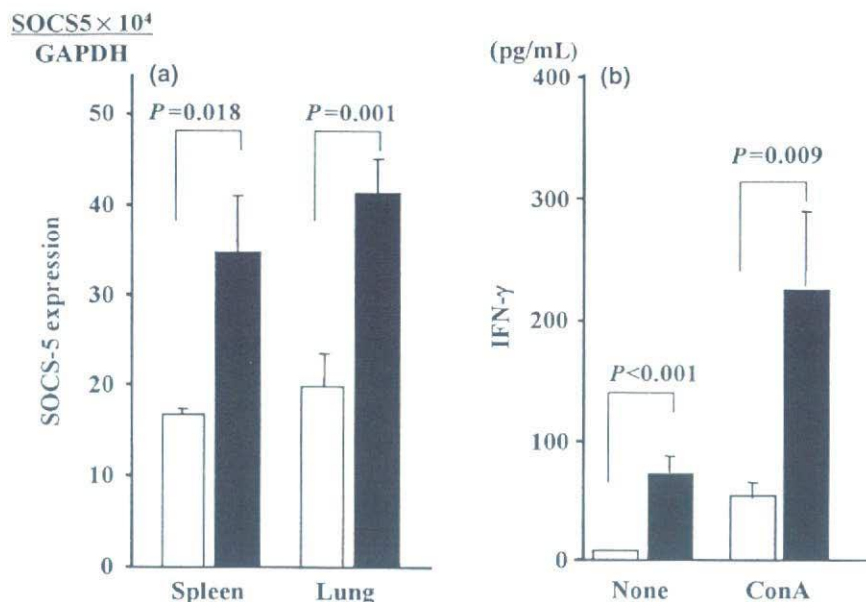 SOCS5 × 10⁴
GAPDH
(a)
50
40
30
20
10
0
SOCS-5 expression
P=0.018
P=0.001
Spleen
Lung
(pg/mL)
(b)
400
300
200
100
0
IFN-γ
P<0.001
P=0.009
None
ConA